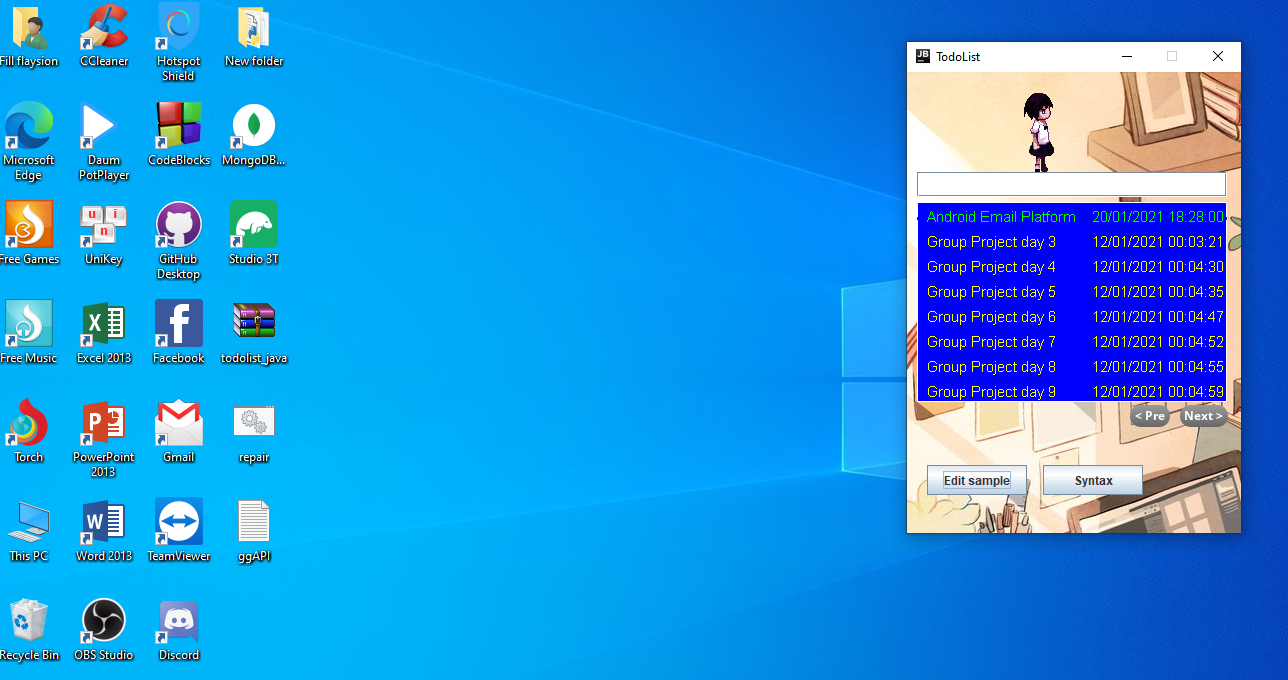 Fill flaysion
CCleaner
Hotspot
Shield
New folder
Microsoft
Edge
Daum
PotPlayer
CodeBlocks
MongoDB...
Free Games
u i
n
UniKey
GitHub
Desktop
Studio 3T
Free Music
Excel 2013
Facebook
todolist_java
Torch
PowerPoint
2013
Gmail
repair
This PC
Word 2013
TeamViewer
ggAPI
Recycle Bin
OBS Studio
Discord
JB TodoList
Android Email Platform 20/01/2021 18:28:00
Group Project day 3 12/01/2021 00:03:21
Group Project day 4 12/01/2021 00:04:30
Group Project day 5 12/01/2021 00:04:35
Group Project day 6 12/01/2021 00:04:47
Group Project day 7 12/01/2021 00:04:52
Group Project day 8 12/01/2021 00:04:55
Group Project day 9 12/01/2021 00:04:59
< Pre Next >
Edit sample Syntax